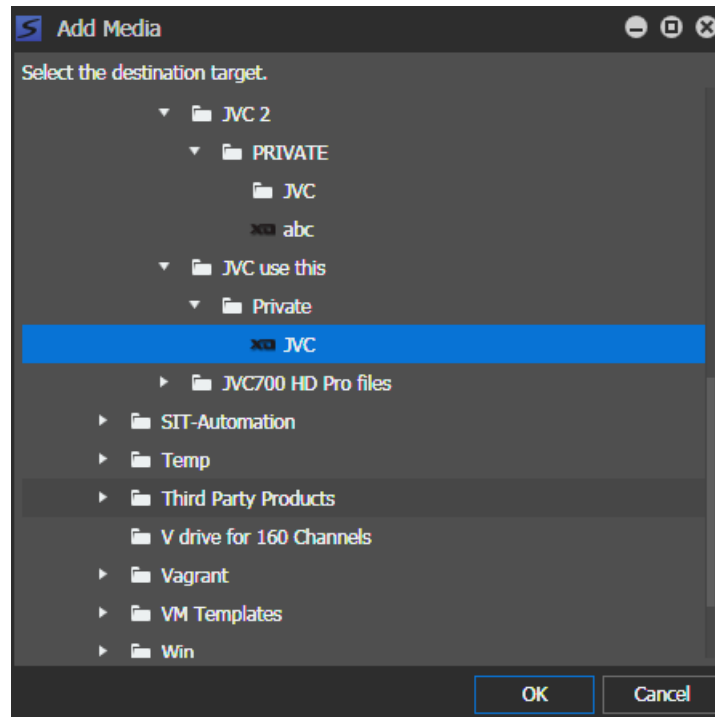 Add Media
Select the destination target.
JVC 2
PRIVATE
JVC
abc
JVC use this
Private
JVC
JVC700 HD Pro files
SIT-Automation
Temp
Third Party Products
V drive for 160 Channels
Vagrant
VM Templates
Win
OK Cancel